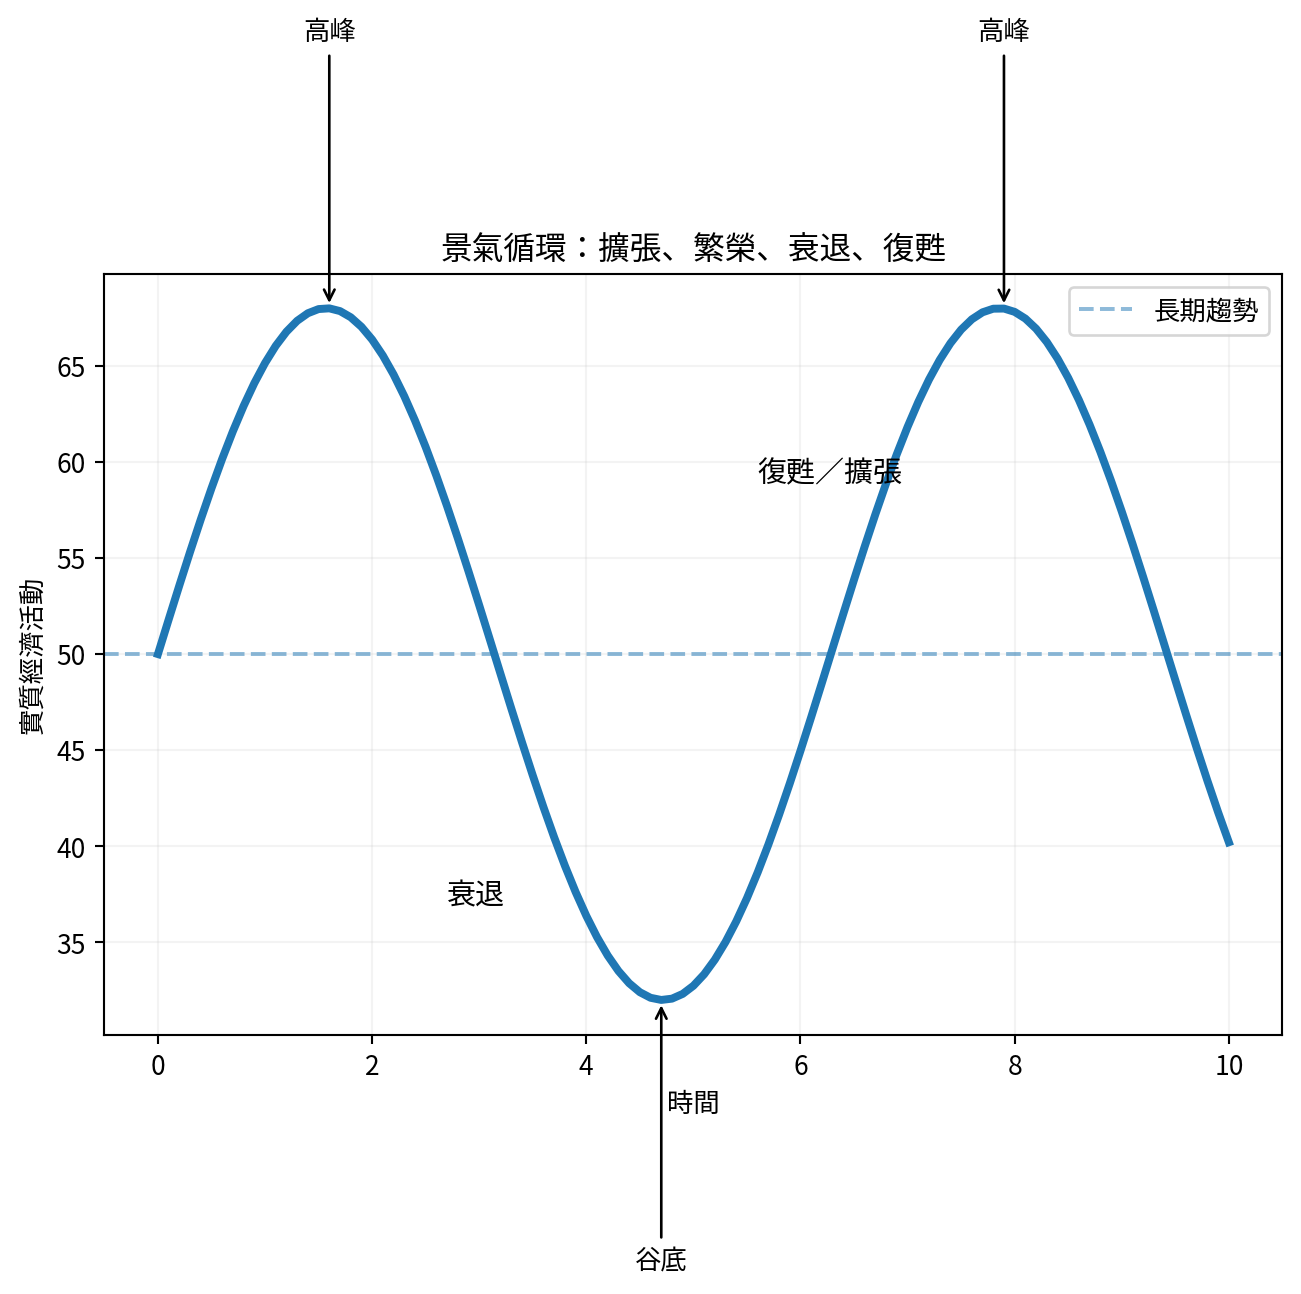 高峰
高峰
景氣循環：擴張、繁榮、衰退、復甦
長期趨勢
65
60
55
50
45
40
35
實質經濟活動
復甦／擴張
衰退
0 2 4 6 8 10
時間
谷底